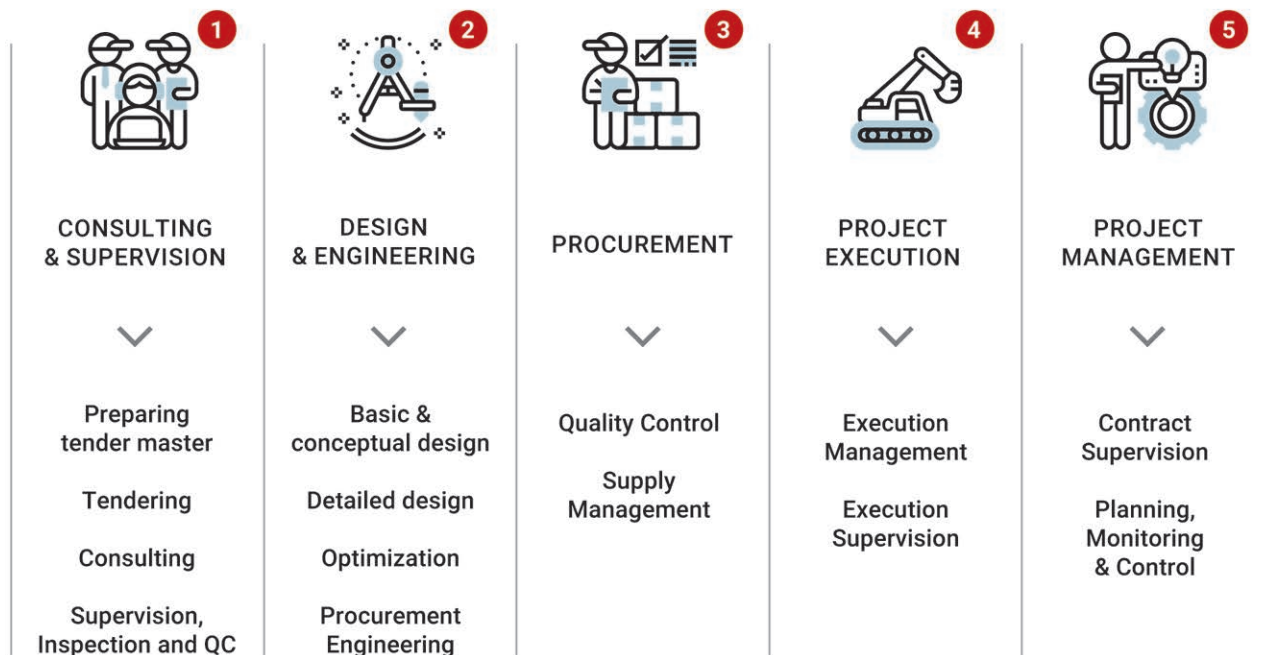 1
CONSULTING
& SUPERVISION
Preparing
tender master
Tendering
Consulting
Supervision,
Inspection and QC
2
DESIGN
& ENGINEERING
Basic &
conceptual design
Detailed design
Optimization
Procurement
Engineering
3
PROCUREMENT
Quality Control
Supply
Management
4
PROJECT
EXECUTION
Execution
Management
Execution
Supervision
5
PROJECT
MANAGEMENT
Contract
Supervision
Planning,
Monitoring
& Control